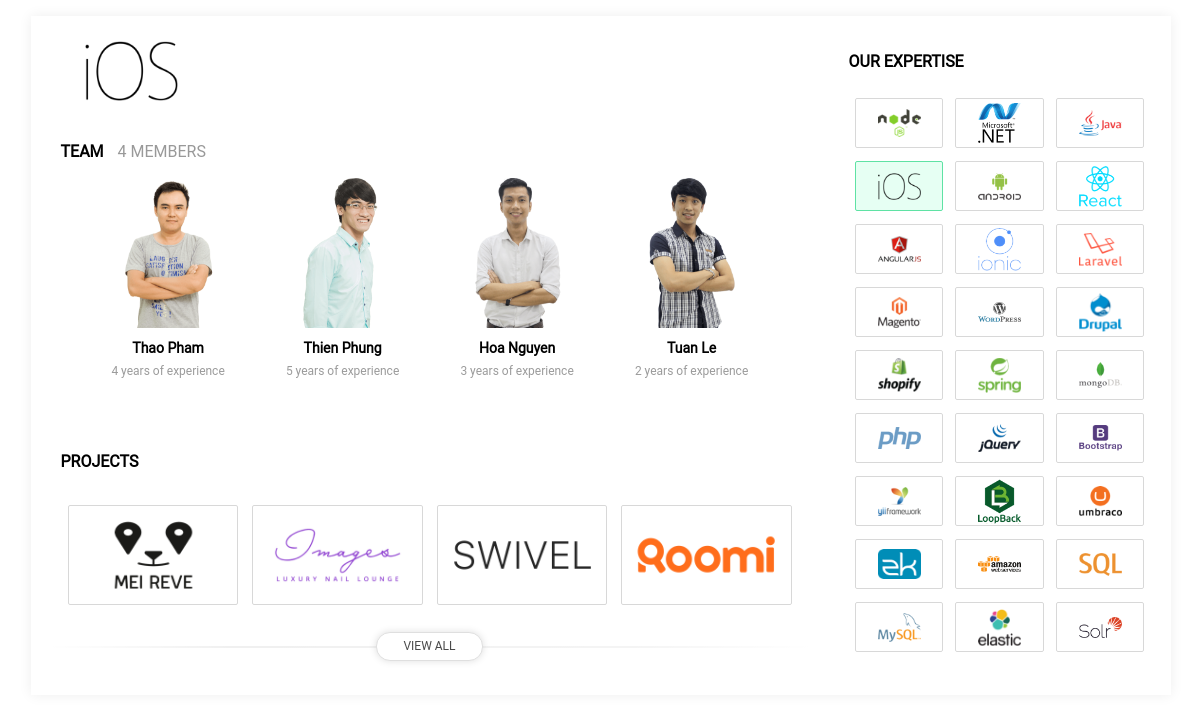 iOS
TEAM 4 MEMBERS
Thao Pham
4 years of experience
Thien Phung
5 years of experience
Hoa Nguyen
3 years of experience
Tuan Le
2 years of experience
PROJECTS
MEI REVE
Images
LUXURY NAIL LOUNGE
SWIVEL
Roomi
VIEW ALL
OUR EXPERTISE
node
JS
Microsoft
.NET
Java
iOS
ANDROID
React
ANGULARJS
ionic
Laravel
Magento
WORDPRESS
Drupal
shopify
spring
mongoDB
php
jQuery
B
Bootstrap
yiiframework
LoopBack
umbraco
zk
amazon
webservices
SQL
MySQL
elastic
Solr